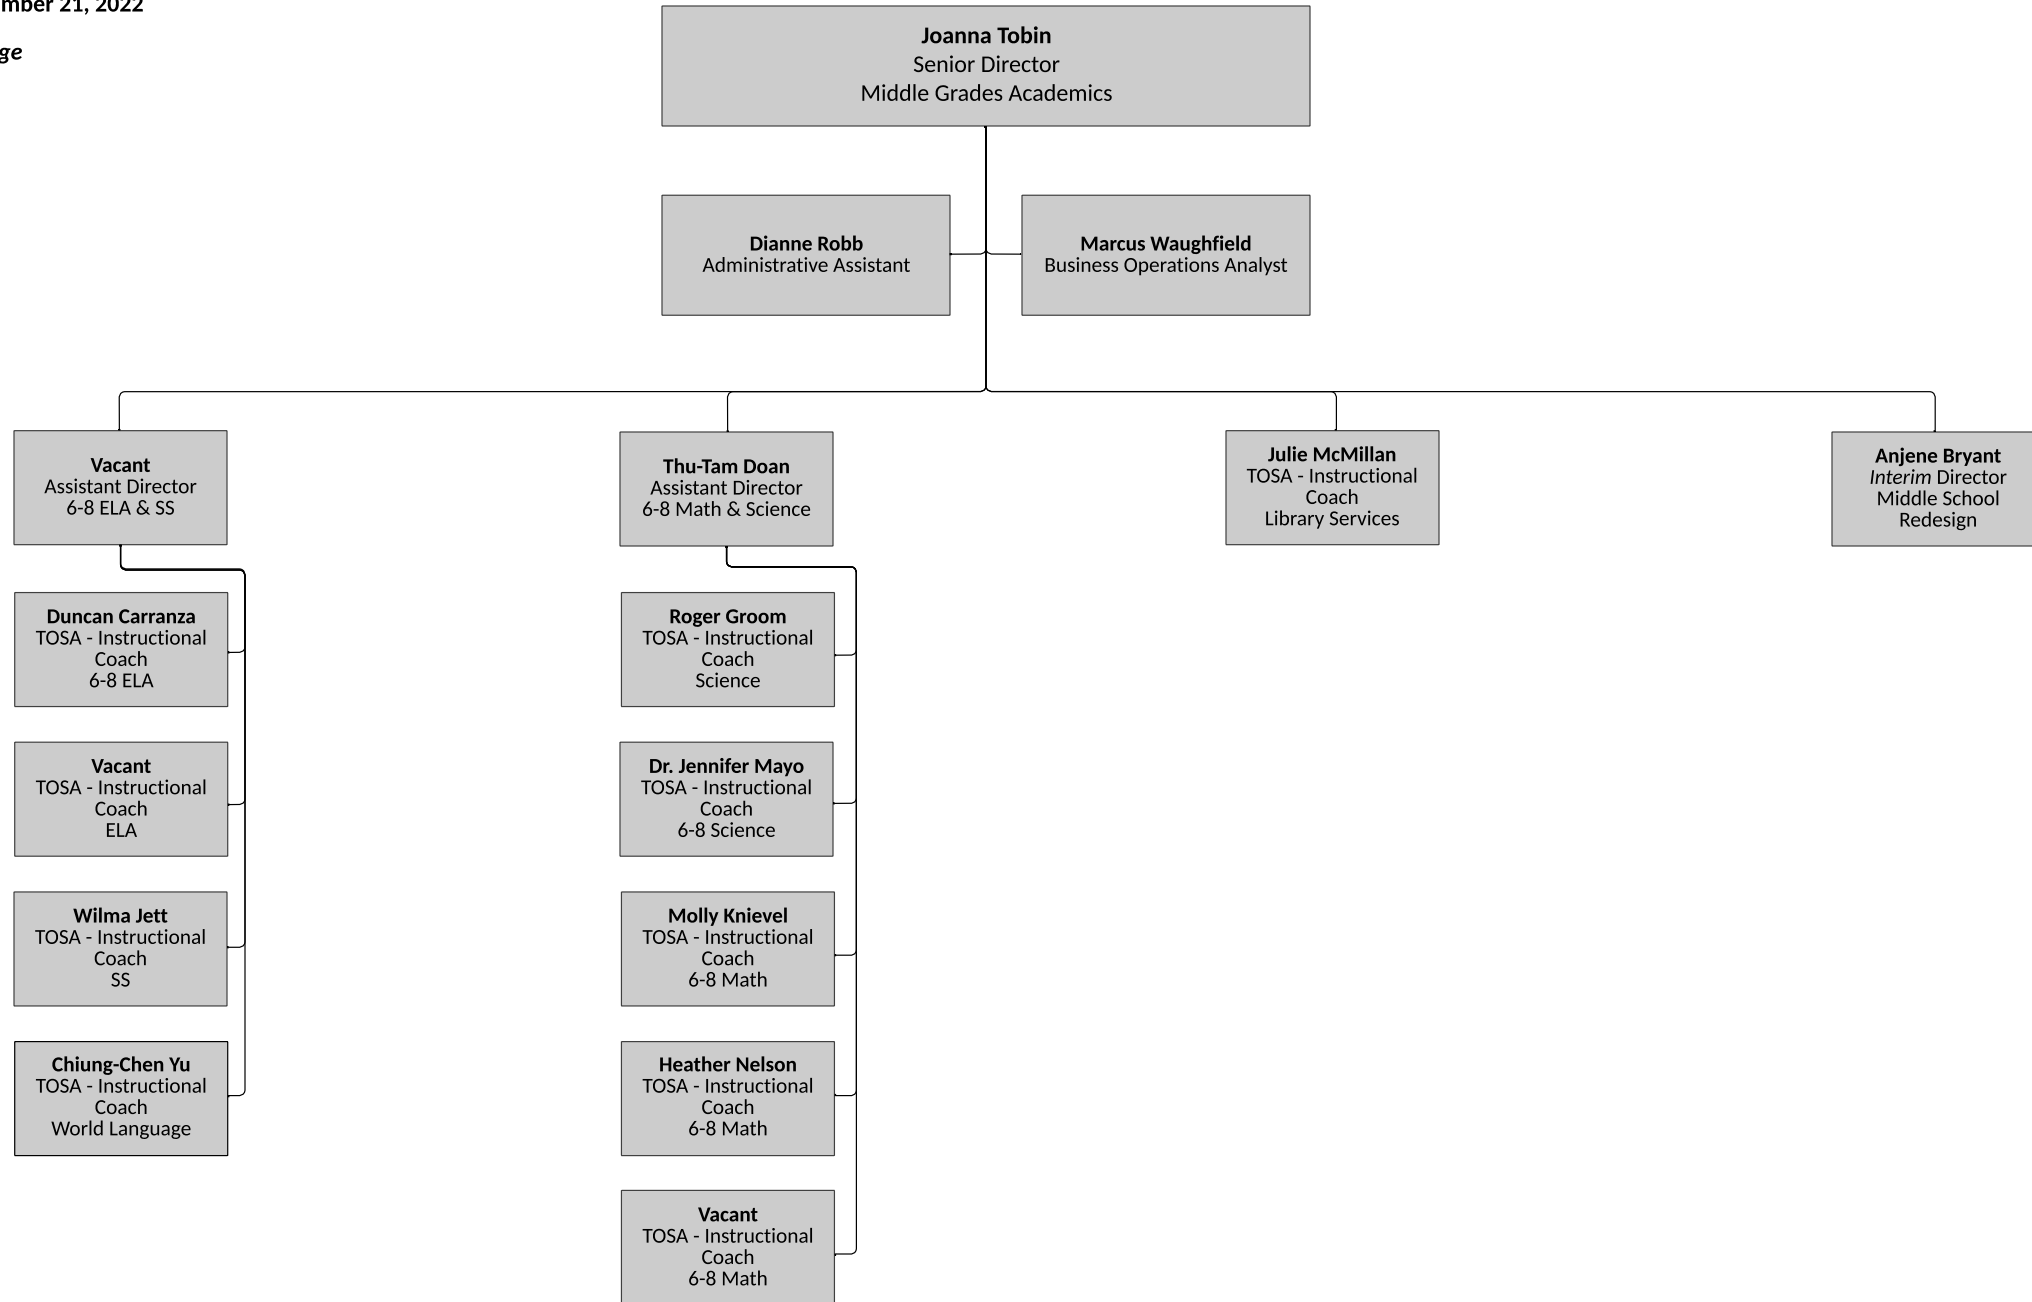 21, 2022
Joanna Tobin
Senior Director
Middle Grades Academics
Dianne Robb
Administrative Assistant
Marcus Waughfield
Business Operations Analyst
Vacant
Assistant Director
6-8 ELA & SS
Thu-Tam Doan
Assistant Director
6-8 Math & Science
Julie McMillan
TOSA - Instructional
Coach
Library Services
Anjene Bryant
Interim Director
Middle School
Redesign
Duncan Carranza
TOSA - Instructional
Coach
6-8 ELA
Vacant
TOSA - Instructional
Coach
ELA
Wilma Jett
TOSA - Instructional
Coach
SS
Chiung-Chen Yu
TOSA - Instructional
Coach
World Language
Roger Groom
TOSA - Instructional
Coach
Science
Dr. Jennifer Mayo
TOSA - Instructional
Coach
6-8 Science
Molly Knievel
TOSA - Instructional
Coach
6-8 Math
Heather Nelson
TOSA - Instructional
Coach
6-8 Math
Vacant
TOSA - Instructional
Coach
6-8 Math